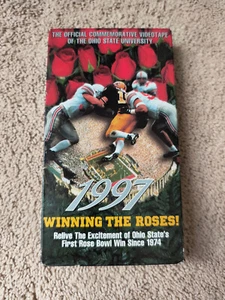 THE OFFICIAL COMMEMORATIVE VIDEOTAPE
OF THE OHIO STATE UNIVERSITY
1997
WINNING THE ROSES!
Relive The Excitement of Ohio State's
First Rose Bowl Win Since 1974